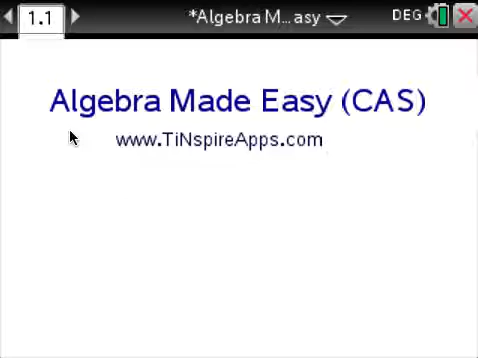 1.1 *Algebra M...asy DEG
Algebra Made Easy (CAS)
www.TiNspireApps.com